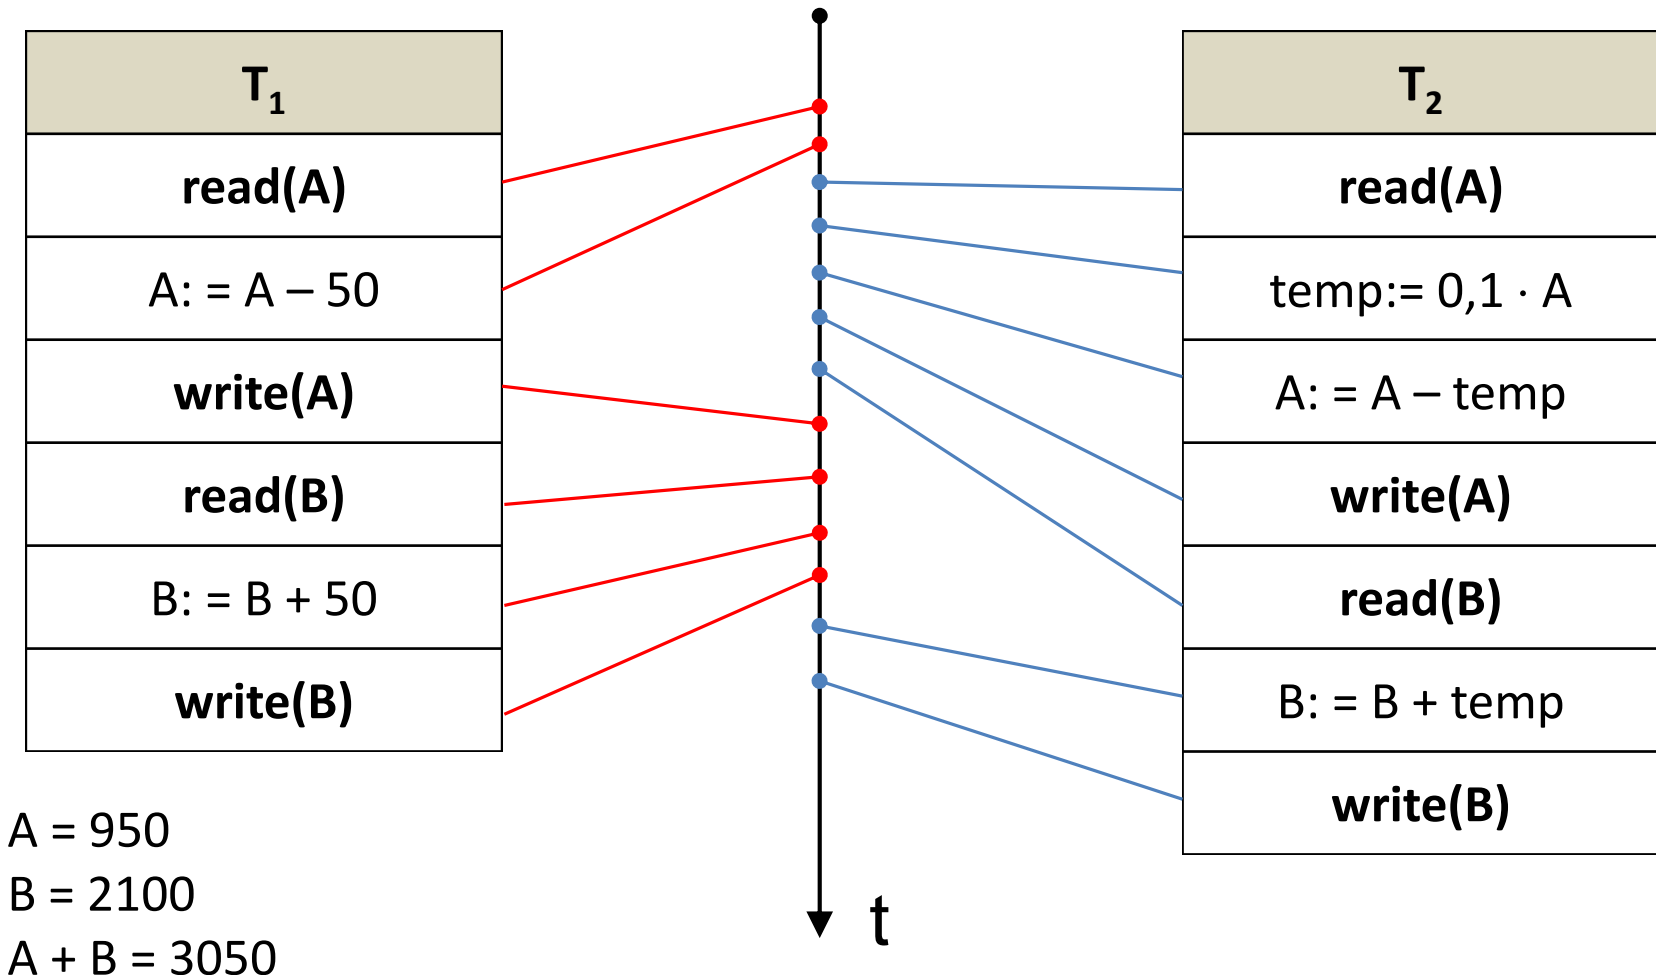 T1
read(A)
A: = A – 50
write(A)
read(B)
B: = B + 50
write(B)
A = 950
B = 2100
A + B = 3050
t
T2
read(A)
temp:= 0,1 · A
A: = A – temp
write(A)
read(B)
B: = B + temp
write(B)